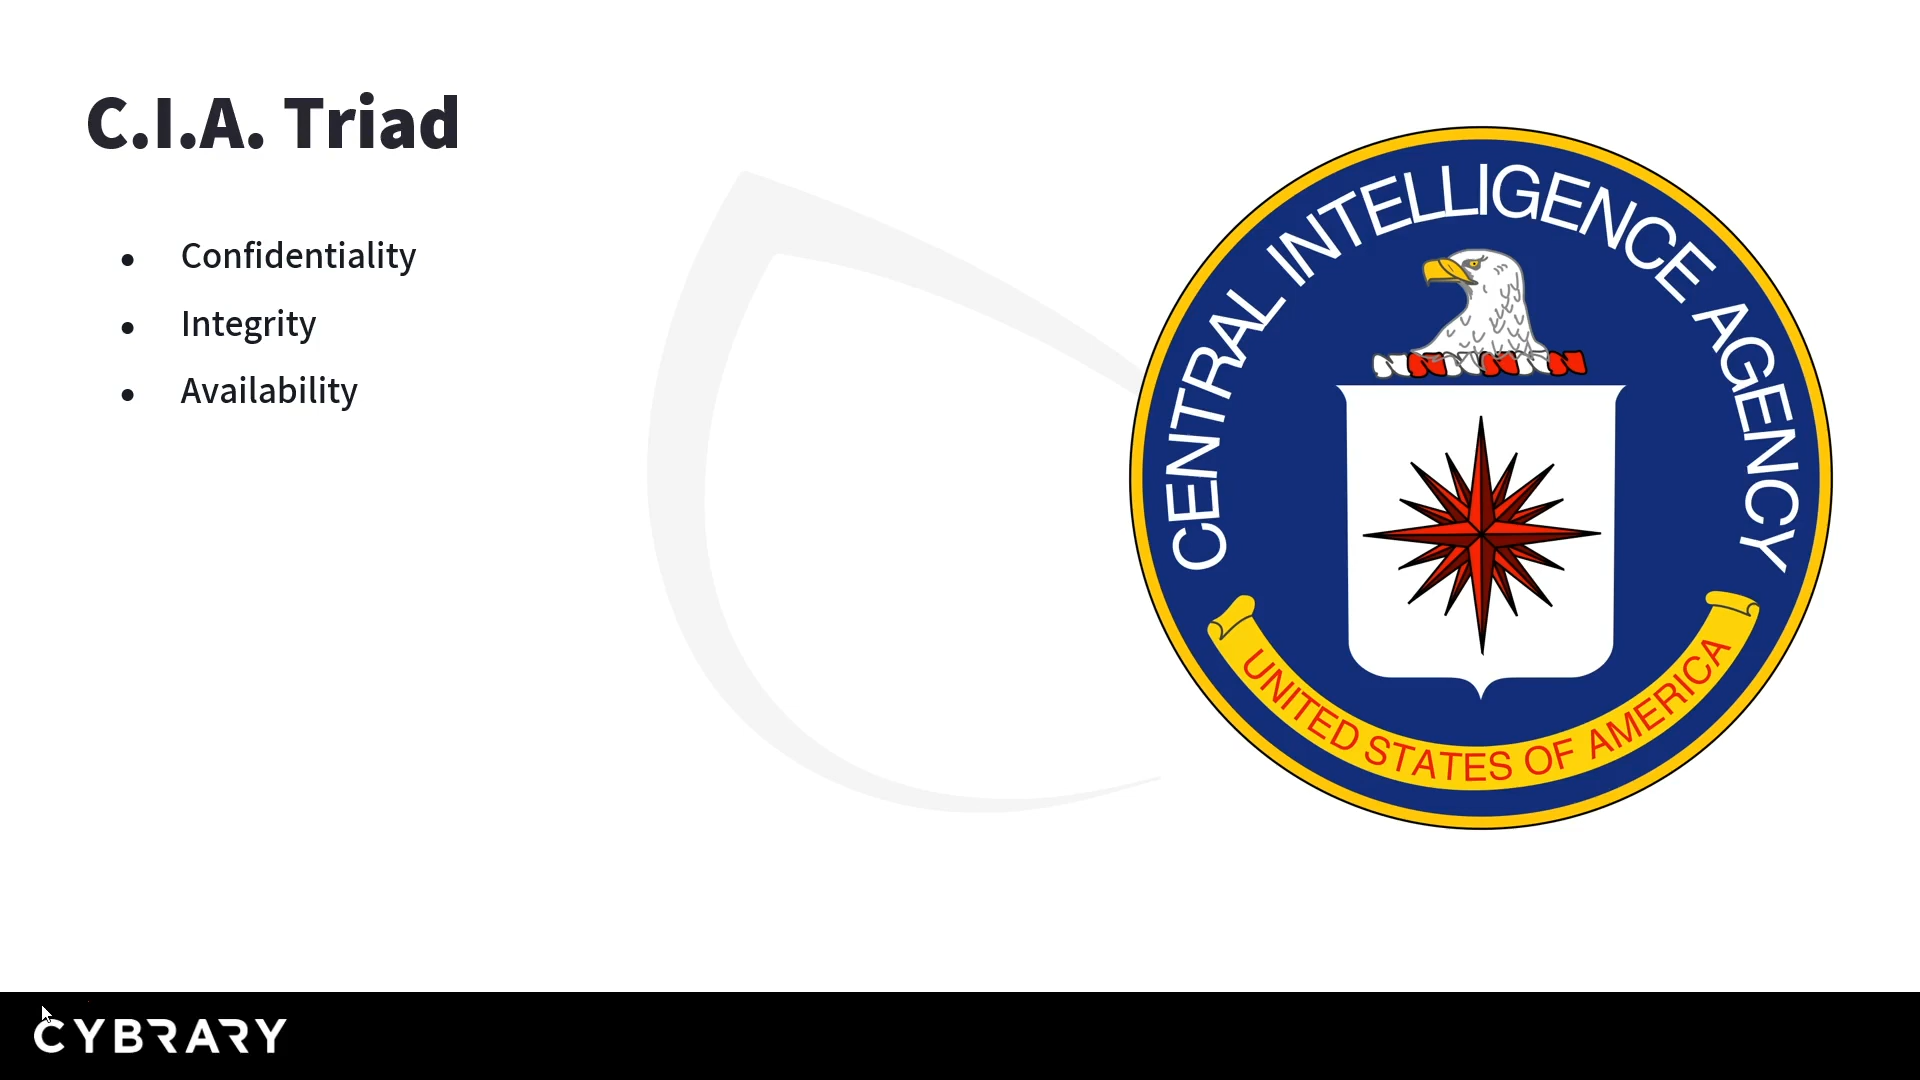 C.I.A. Triad
• Confidentiality
• Integrity
• Availability
CENTRAL INTELLIGENCE AGENCY
UNITED STATES OF AMERICA
CYBRARY